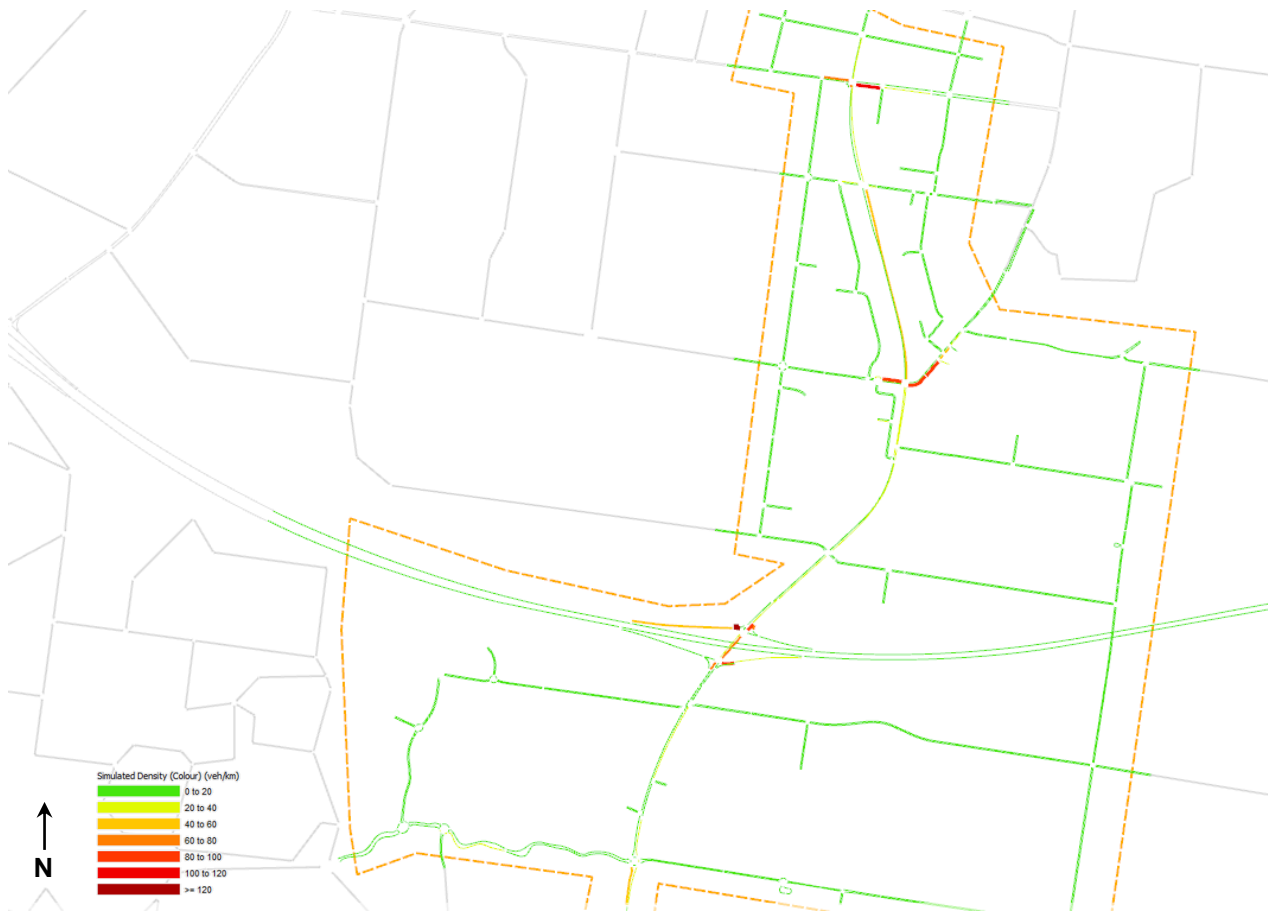 Simulated Density (Colour) (veh/km)
0 to 20
20 to 40
40 to 60
60 to 80
80 to 100
100 to 120
>= 120
N